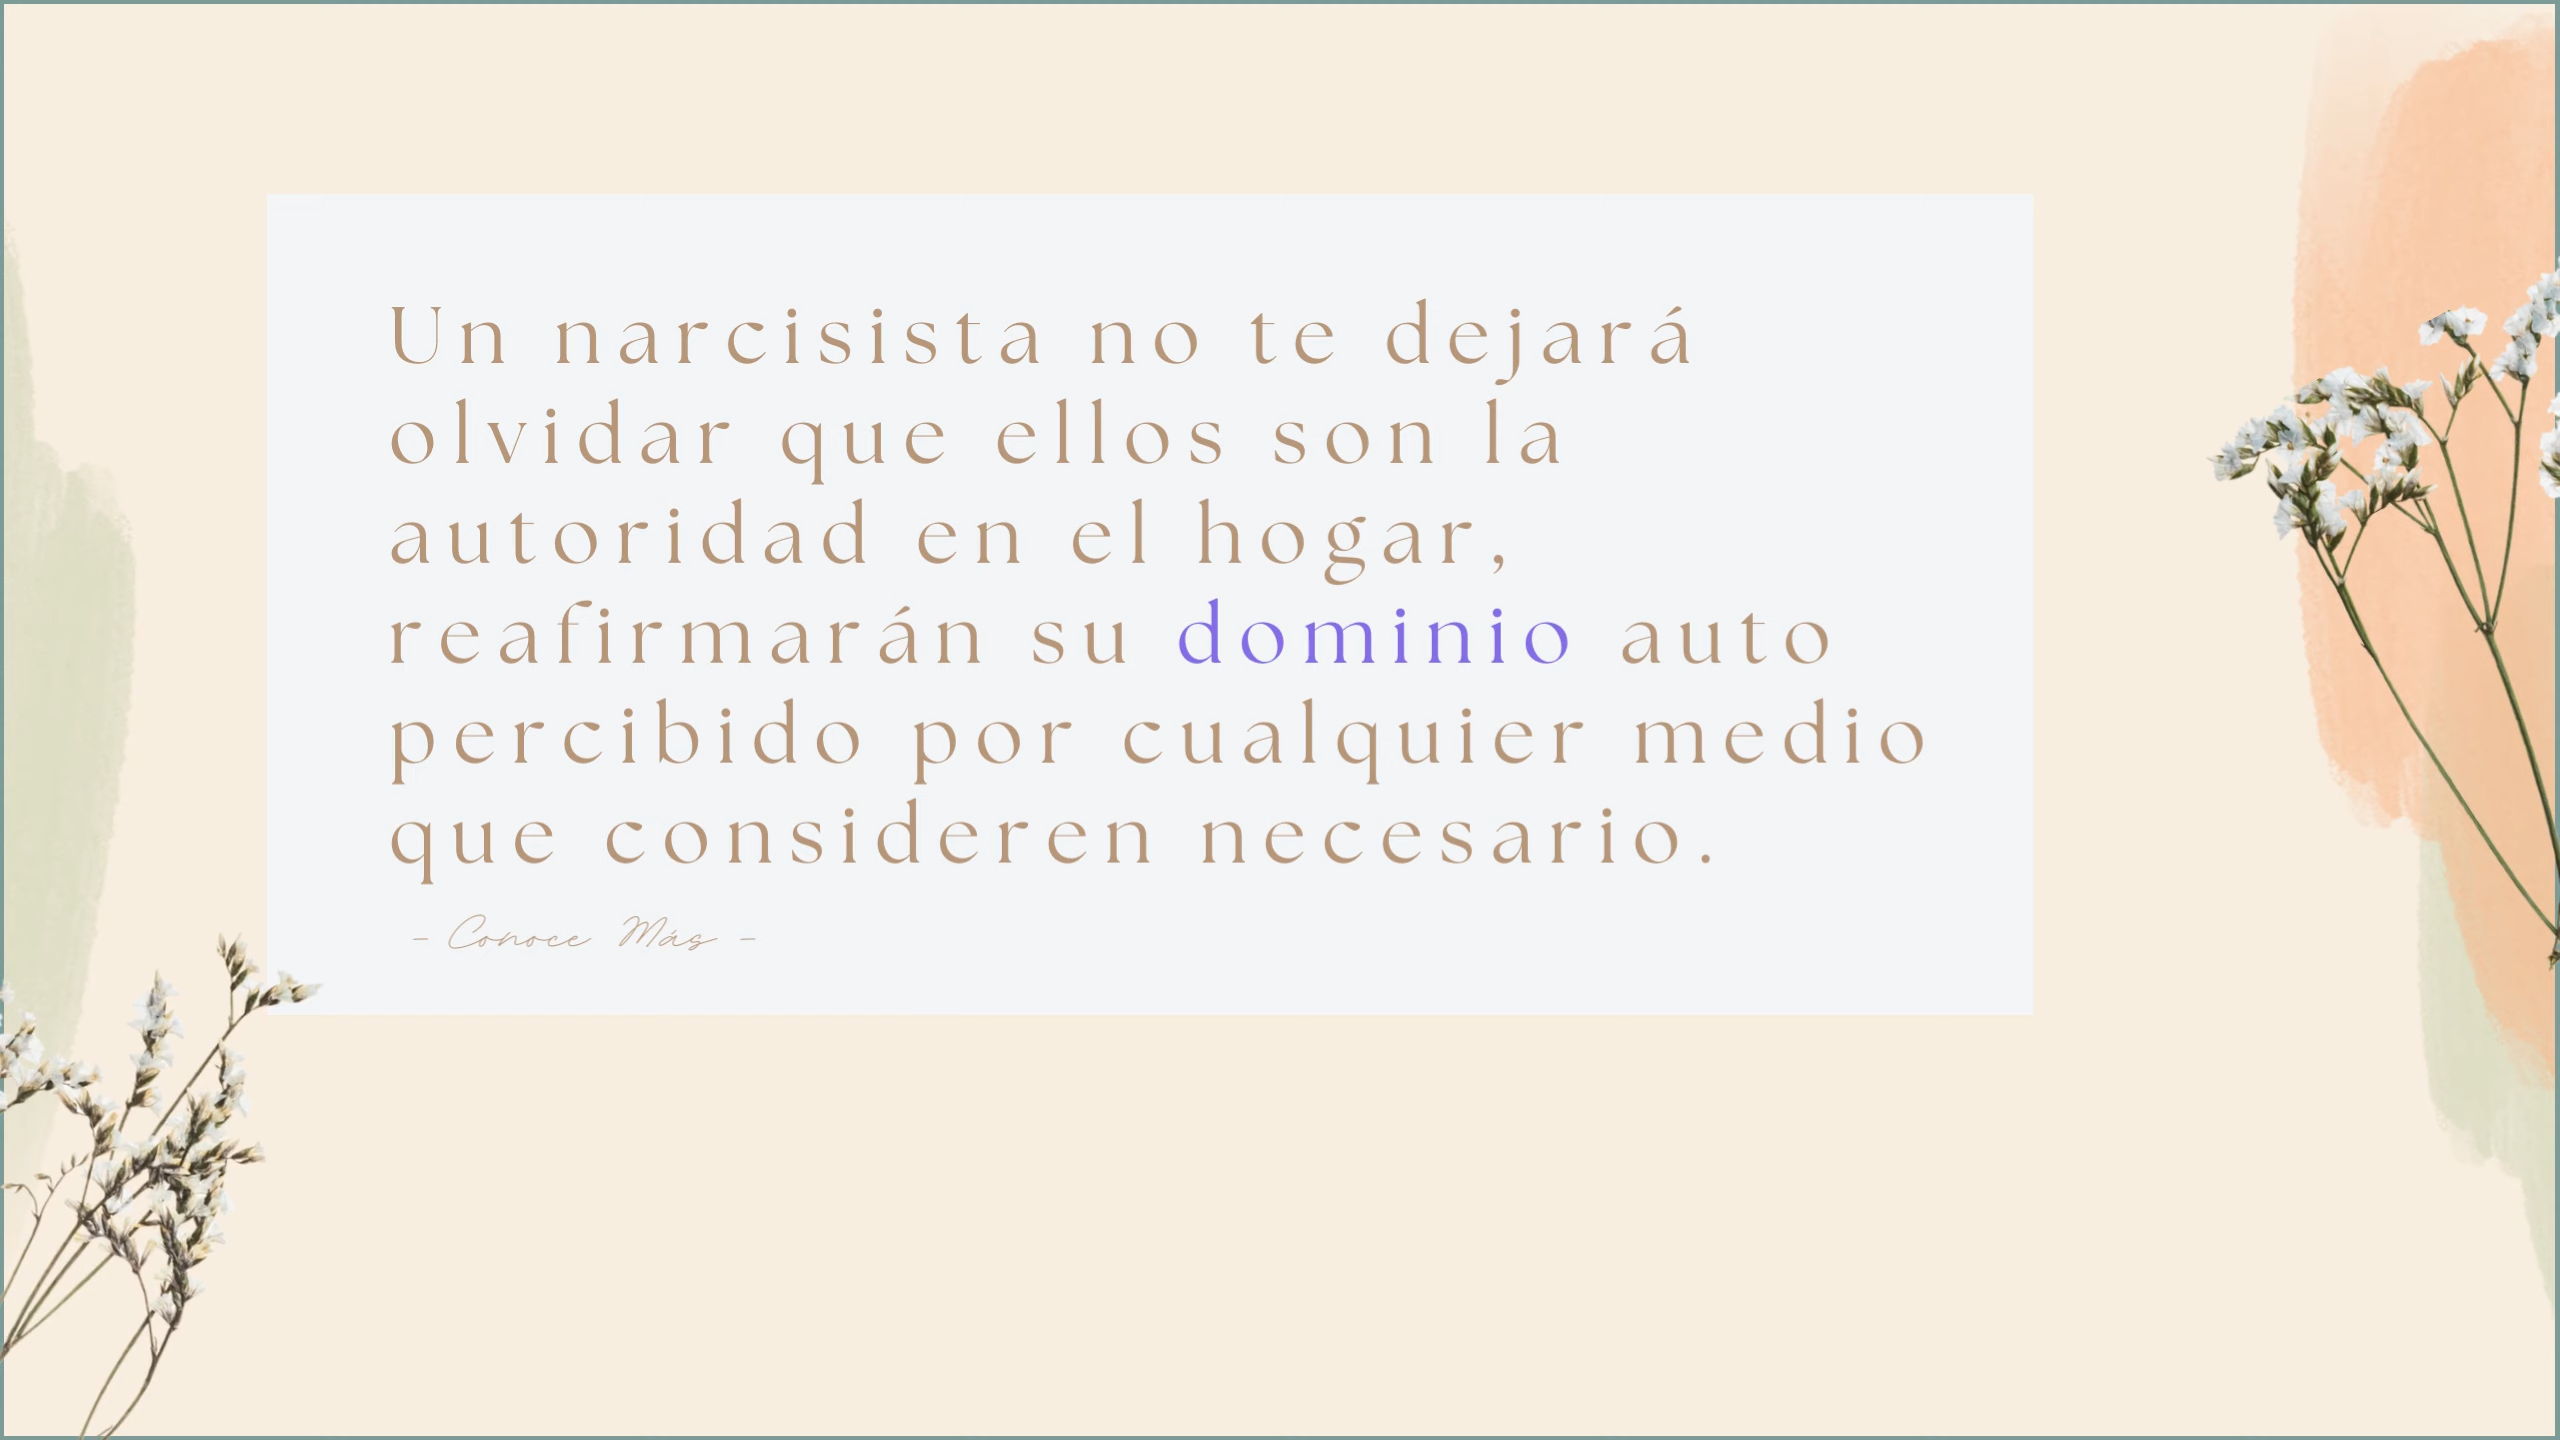 Un narcisista no te dejará
olvidar que ellos son la
autoridad en el hogar,
reafirmarán su dominio auto
percibido por cualquier medio
que consideren necesario.
- Conoce Más -